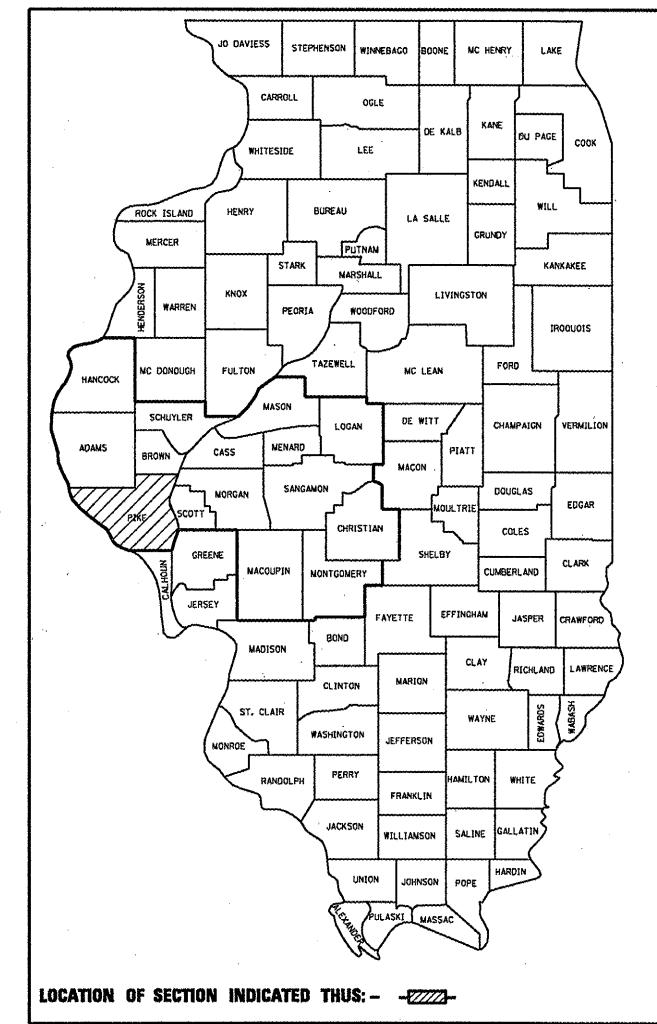 JO DAVIESS STEPHENSON WINNEBAGO BOONE MC HENRY LAKE
CARROLL OGLE DE KALB KANE DU PAGE COOK
WHITESIDE LEE KENDALL WILL
ROCK ISLAND HENRY BUREAU LA SALLE GRUNDY
MERCER PUTNAM KANKAKEE
STARK MARSHALL LIVINGSTON
HENDERSON WARREN KNOX PEORIA WOODFORD IROQUOIS
HANCOCK MC DONOUGH FULTON TAZEWELL MC LEAN FORD
SCHUYLER MASON LOGAN DE WITT CHAMPAIGN VERMILION
ADAMS BROWN CASS MENARD MACON PIATT
PIKE SCOTT MORGAN SANGAMON MOULTRIE DOUGLAS EDGAR
CHRISTIAN COLES
GREENE MACOUPIN MONTGOMERY SHELBY CUMBERLAND CLARK
CALHOUN JERSEY FAYETTE EFFINGHAM JASPER CRAWFORD
MADISON BOND CLAY RICHLAND LAWRENCE
CLINTON MARION
ST. CLAIR WASHINGTON JEFFERSON WAYNE EDWARDS WABASH
MONROE
RANDOLPH PERRY HAMILTON WHITE
FRANKLIN
JACKSON WILLIAMSON SALINE GALLATIN
UNION JOHNSON POPE HARDIN
ALEXANDER PULASKI MASSAC
LOCATION OF SECTION INDICATED THUS: -